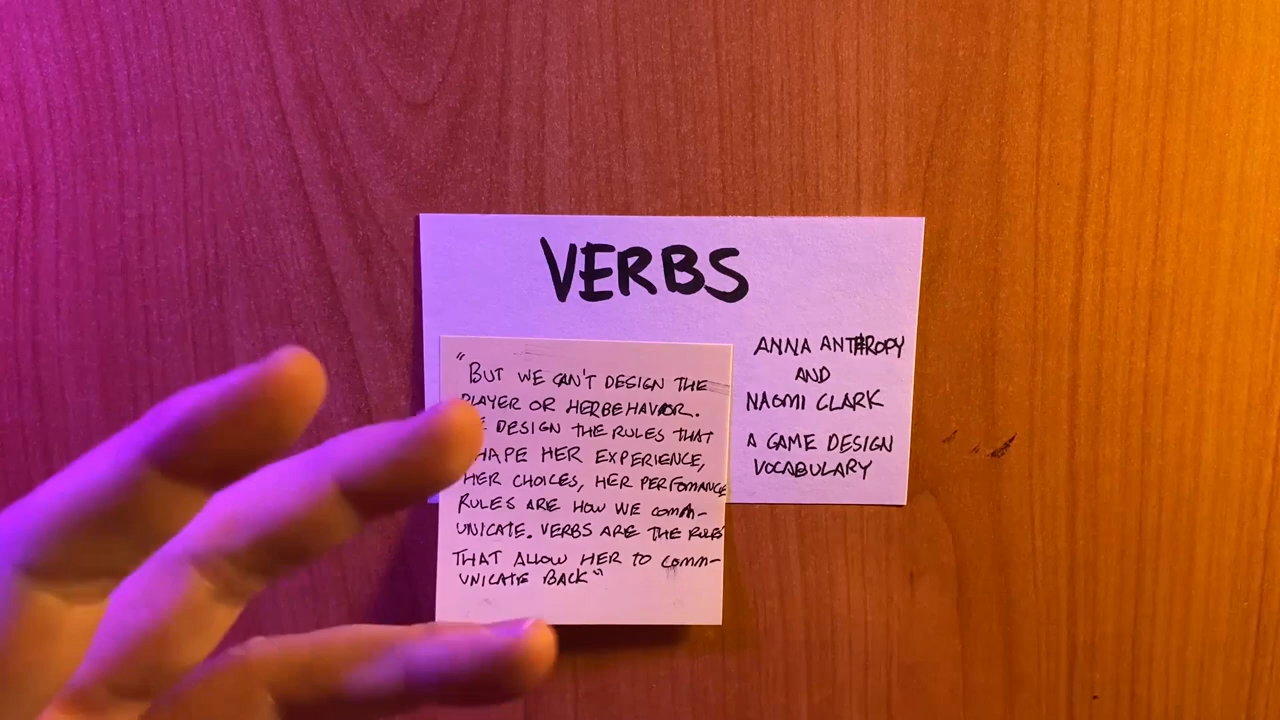 VERBS
"BUT WE CAN'T DESIGN THE
PLAYER OR HER BEHAVIOR.
DESIGN THE RULES THAT
SHAPE HER EXPERIENCE,
HER CHOICES, HER PERFOMANCE
RULES ARE HOW WE COMM-
UNICATE. VERBS ARE THE RULES
THAT ALLOW HER TO COMM-
UNICATE BACK"
ANNA ANTHROPY
AND
NAOMI CLARK
A GAME DESIGN
VOCABULARY